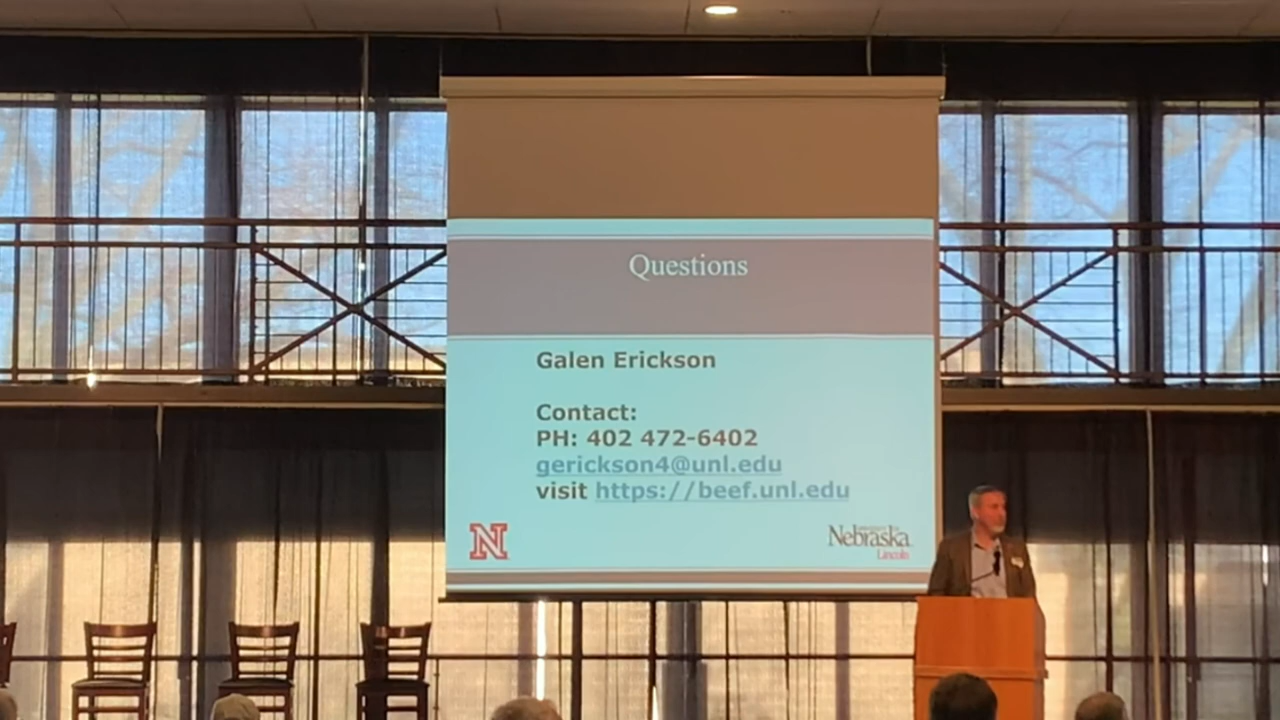 Questions
Galen Erickson
Contact:
PH: 402 472-6402
gerickson4@unl.edu
visit https://beef.unl.edu
N
Nebraska
Lincoln